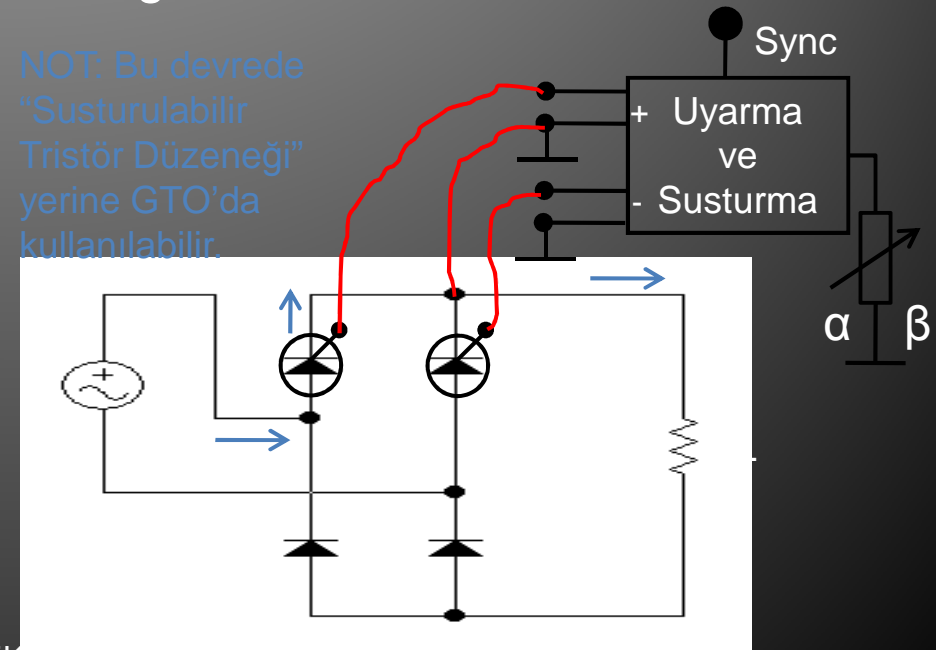 NOT: Bu devrede
"Susturulabilir
Tristör Düzeneği"
yerine GTO'da
kullanılabilir.
Sync
+ Uyarma
ve
- Susturma
α β
+